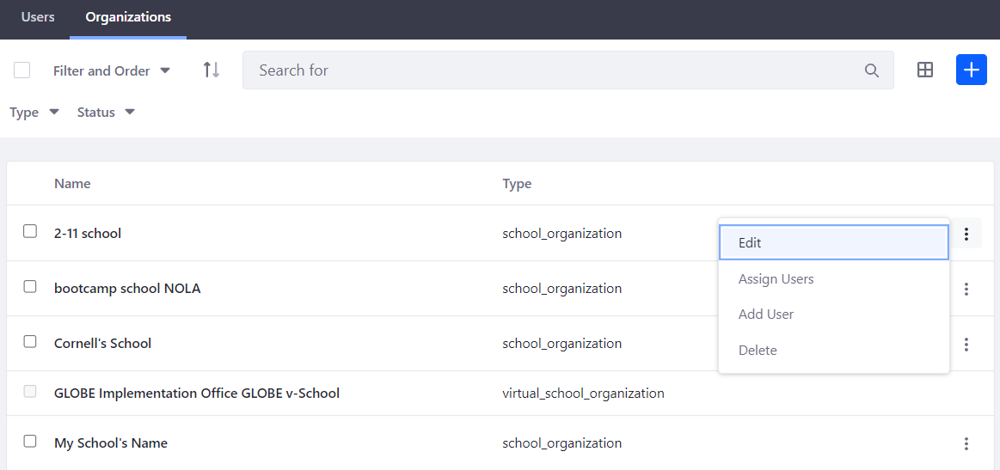 Users Organizations
Filter and Order Search for
Type Status
Name Type
2-11 school school_organization
Edit
Assign Users
bootcamp school NOLA school_organization
Add User
Cornell's School school_organization
Delete
GLOBE Implementation Office GLOBE v-School virtual_school_organization
My School's Name school_organization